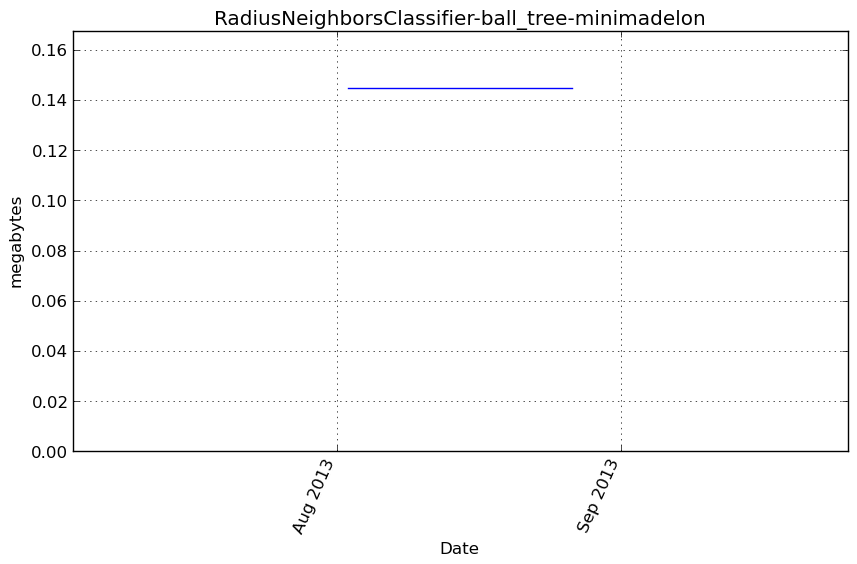 RadiusNeighborsClassifier-ball_tree-minimadelon
0.16
0.14
0.12
0.10
0.08
0.06
0.04
0.02
0.00
megabytes
Aug 2013
Sep 2013
Date